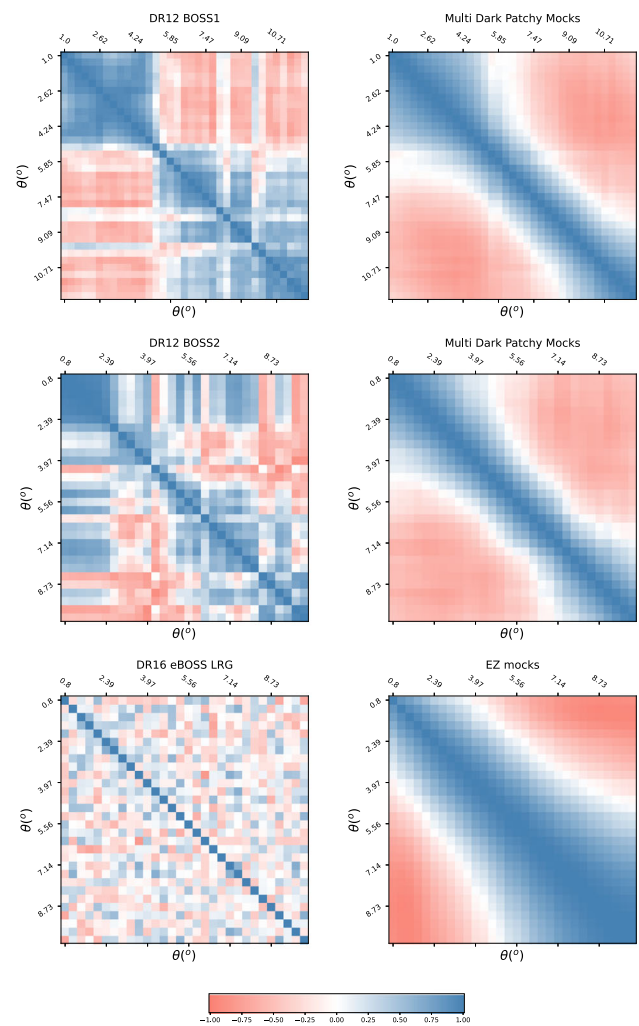 DR12 BOSS1
Multi Dark Patchy Mocks
1.0 2.62 4.24 5.85 7.47 9.09 10.71
1.0 2.62 4.24 5.85 7.47 9.09 10.71
1.0
2.62
4.24
5.85
7.47
9.09
10.71
θ(°)
θ(°)
1.0
2.62
4.24
5.85
7.47
9.09
10.71
θ(°)
θ(°)
DR12 BOSS2
Multi Dark Patchy Mocks
0.8 2.39 3.97 5.56 7.14 8.73
0.8 2.39 3.97 5.56 7.14 8.73
0.8
2.39
3.97
5.56
7.14
8.73
θ(°)
θ(°)
0.8
2.39
3.97
5.56
7.14
8.73
θ(°)
θ(°)
DR16 eBOSS LRG
EZ mocks
0.8 2.39 3.97 5.56 7.14 8.73
0.8 2.39 3.97 5.56 7.14 8.73
0.8
2.39
3.97
5.56
7.14
8.73
θ(°)
θ(°)
0.8
2.39
3.97
5.56
7.14
8.73
θ(°)
θ(°)
−1.00 −0.75 −0.50 −0.25 0.00 0.25 0.50 0.75 1.00